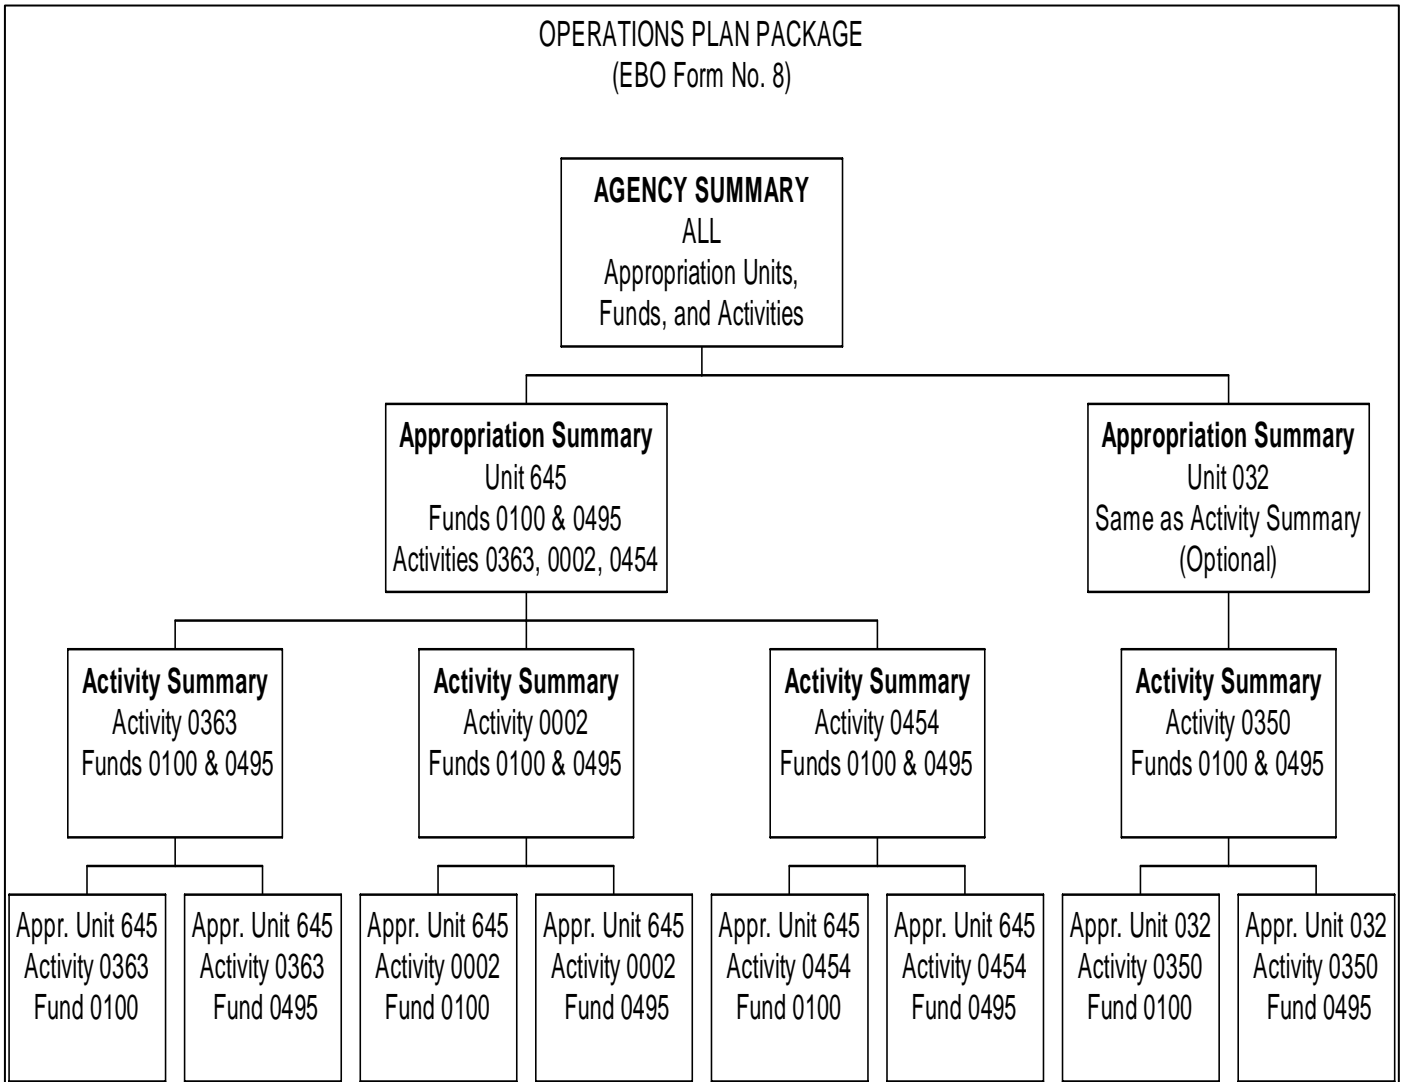 OPERATIONS PLAN PACKAGE
(EBO Form No. 8)
AGENCY SUMMARY
ALL
Appropriation Units,
Funds, and Activities
Appropriation Summary
Unit 645
Funds 0100 & 0495
Activities 0363, 0002, 0454
Appropriation Summary
Unit 032
Same as Activity Summary
(Optional)
Activity Summary
Activity 0363
Funds 0100 & 0495
Activity Summary
Activity 0002
Funds 0100 & 0495
Activity Summary
Activity 0454
Funds 0100 & 0495
Activity Summary
Activity 0350
Funds 0100 & 0495
Appr. Unit 645
Activity 0363
Fund 0100
Appr. Unit 645
Activity 0363
Fund 0495
Appr. Unit 645
Activity 0002
Fund 0100
Appr. Unit 645
Activity 0002
Fund 0495
Appr. Unit 645
Activity 0454
Fund 0100
Appr. Unit 645
Activity 0454
Fund 0495
Appr. Unit 032
Activity 0350
Fund 0100
Appr. Unit 032
Activity 0350
Fund 0495